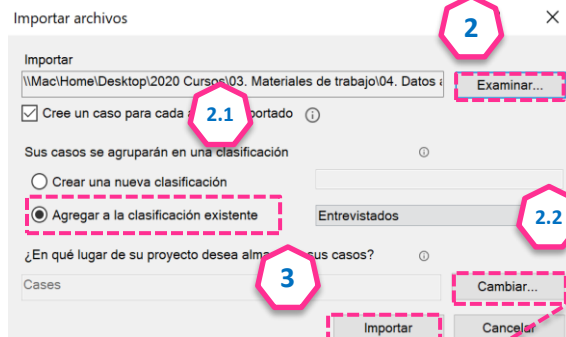 Importar archivos
2
Importar
\\Mac\Home\Desktop\2020 Cursos\03. Materiales de trabajo\04. Datos
Examinar...
Cree un caso para cada
2.1
Sus casos se agruparán en una clasificación
Crear una nueva clasificación
Agregar a la clasificación existente
Entrevistados
2.2
¿En qué lugar de su proyecto desea sus casos?
3
Cases
Cambiar...
Importar
Cancelar